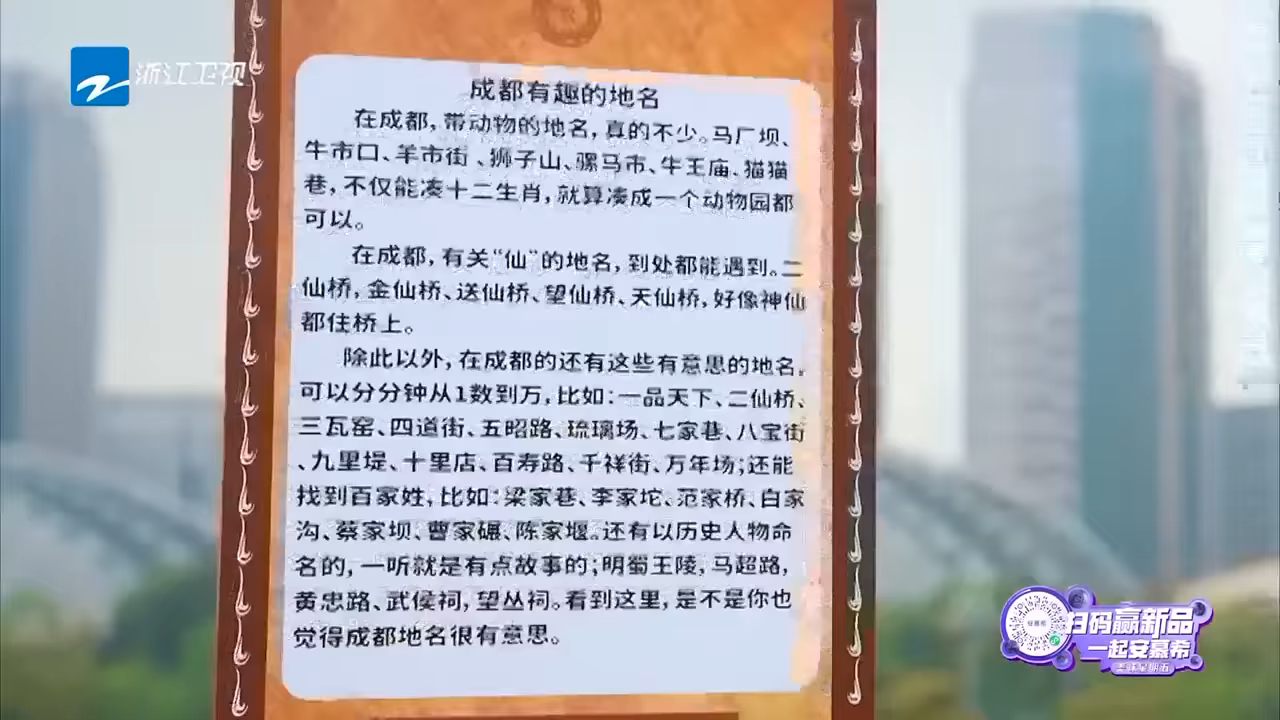 浙江卫视
成都有趣的地名
在成都，带动物的地名，真的不少。马厂坝、
牛市口、羊市街、狮子山、骡马市、牛王庙、猫猫
巷，不仅能凑十二生肖，就算凑成一个动物园都
可以。
在成都，有关“仙”的地名，到处都能遇到。二
仙桥，金仙桥、送仙桥、望仙桥、天仙桥，好像神仙
都住桥上。
除此以外，在成都的还有这些有意思的地名，
可以分分钟从1数到万，比如：一品天下、二仙桥、
三瓦窑、四道街、五昭路、琉璃场、七家巷、八宝街
、九里堤、十里店、百寿路、千祥街、万年场；还能
找到百家姓，比如：梁家巷、李家坨、范家桥、白家
沟、蔡家坝、曹家碾、陈家堰。还有以历史人物命
名的，一听就是有点故事的；明蜀王陵，马超路，
黄忠路、武侯祠，望丛祠。看到这里，是不是你也
觉得成都地名很有意思。
扫码赢新品
一起安慕希